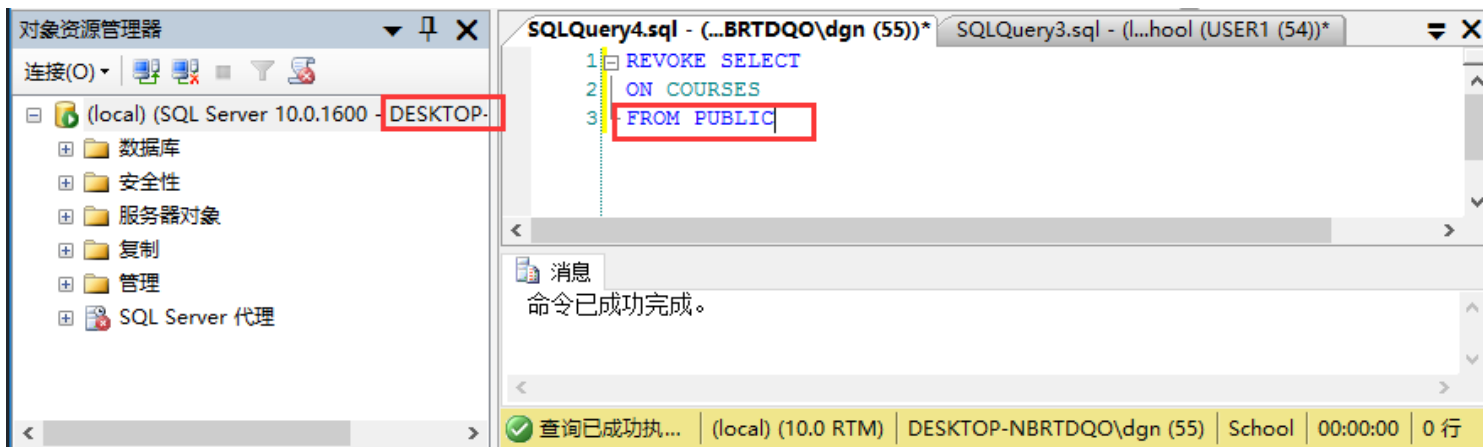 对象资源管理器
连接(O)
(local) (SQL Server 10.0.1600 - DESKTOP-
数据库
安全性
服务器对象
复制
管理
SQL Server 代理
SQLQuery4.sql - (...BRTDQO\dgn (55))* SQLQuery3.sql - (l...hool (USER1 (54))*
1 REVOKE SELECT
2 ON COURSES
3 FROM PUBLIC
消息
命令已成功完成。
查询已成功执... (local) (10.0 RTM) DESKTOP-NBRTDQO\dgn (55) School 00:00:00 0 行